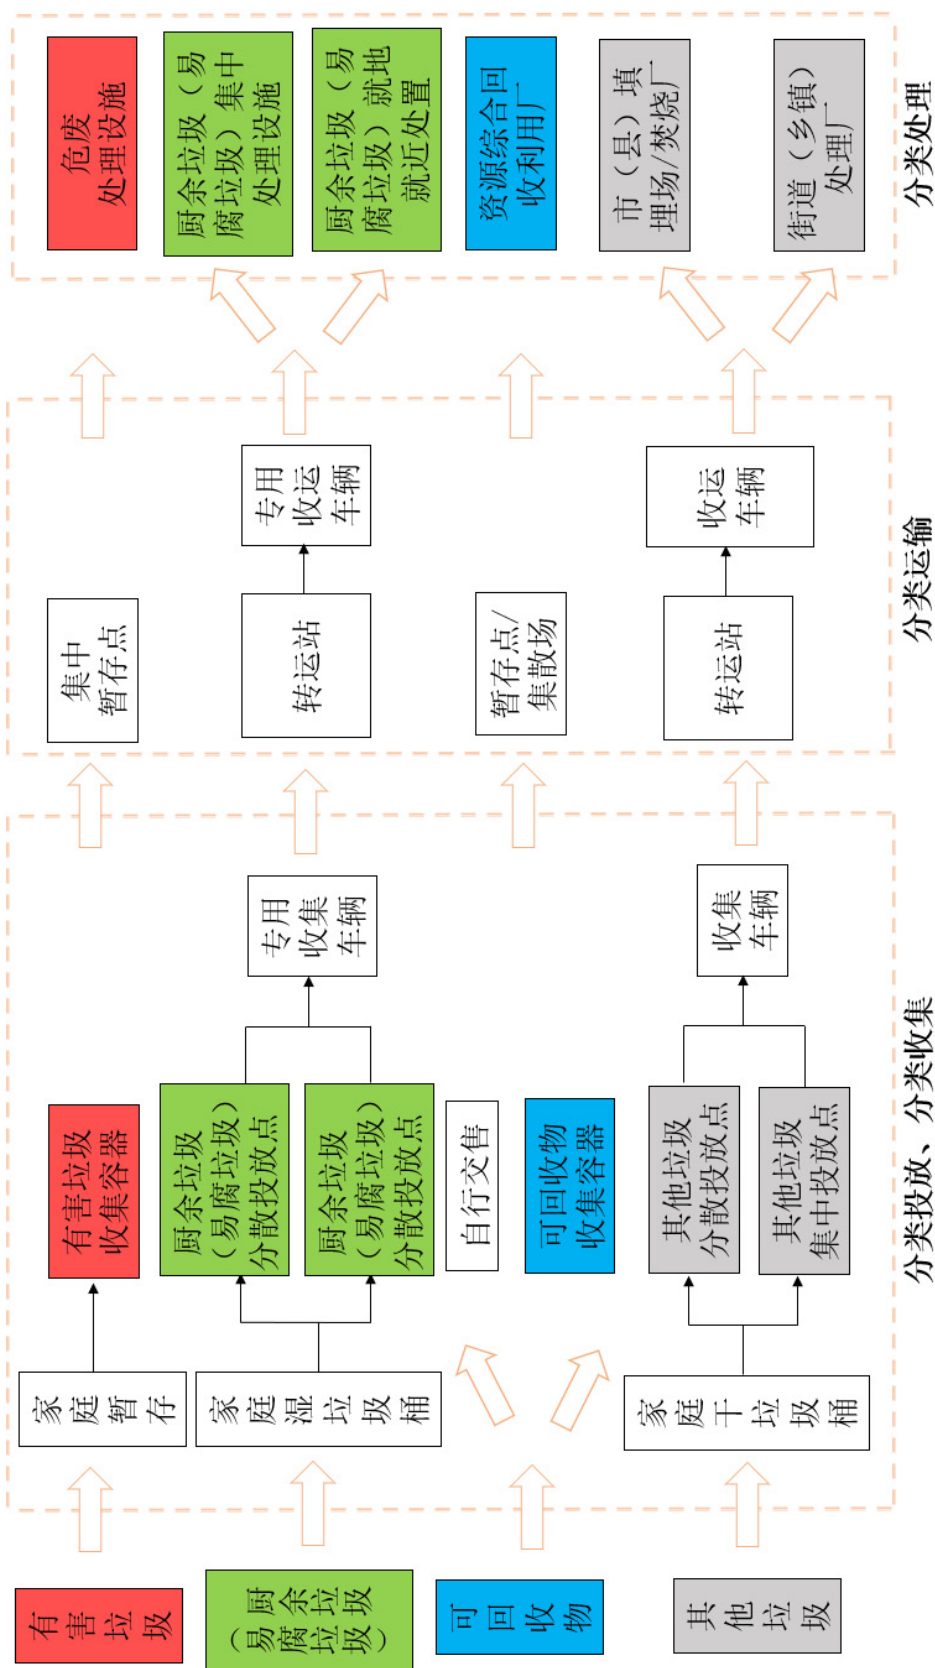 有害垃圾
家庭暂存
有害垃圾
收集容器
集中
暂存点
危废
处理设施
厨余垃圾
（易腐垃圾）
家庭湿垃圾桶
厨余垃圾
（易腐垃圾）
分散投放点
厨余垃圾
（易腐垃圾）
分散投放点
专用
收集
车辆
转运站
专用
收运
车辆
厨余垃圾（易
腐垃圾）集中
处理设施
厨余垃圾（易
腐垃圾）就地
就近处置
可回收物
自行交售
可回收物
收集容器
暂存点/
集散场
资源综合回
收利用厂
其他垃圾
家庭干垃圾桶
其他垃圾
分散投放点
其他垃圾
集中投放点
收集
车辆
转运站
收运
车辆
市（县）填
埋场/焚烧厂
街道（乡镇）
处理厂
分类投放、分类收集
分类运输
分类处理